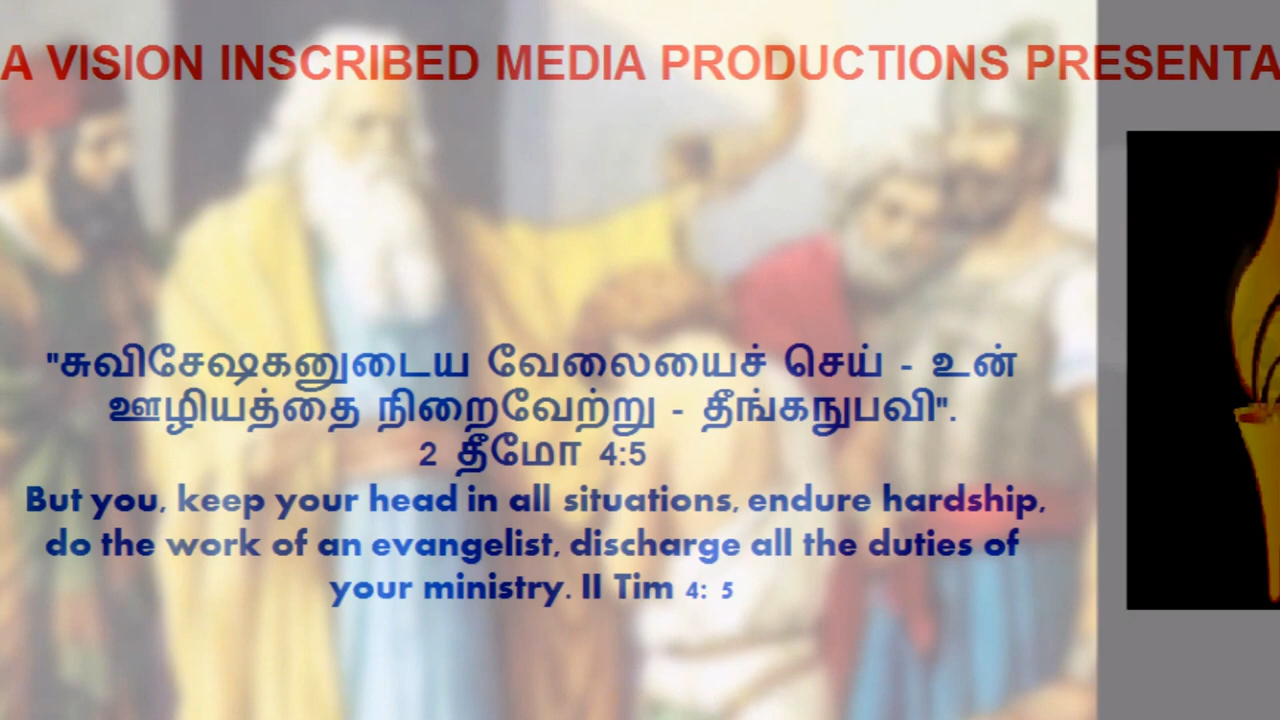 A VISION INSCRIBED MEDIA PRODUCTIONS PRESENTA
"சுவிசேஷகனுடைய வேலையைச் செய் - உன்
ஊழியத்தை நிறைவேற்று - தீங்கநுபவி".
2 தீமோ 4:5
But you, keep your head in all situations, endure hardship,
do the work of an evangelist, discharge all the duties of
your ministry. II Tim 4: 5